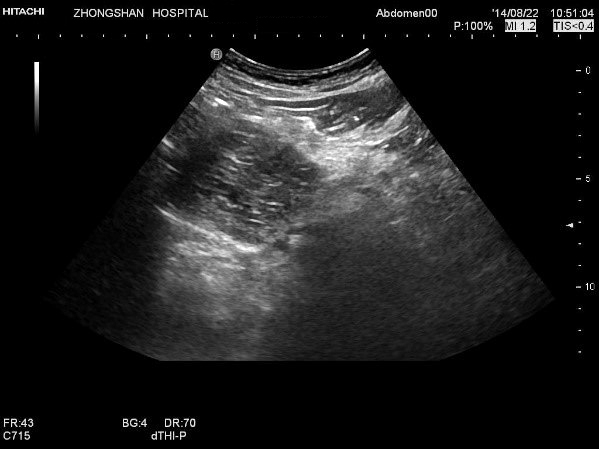 HITACHI ZHONGSHAN HOSPITAL Abdomen00 '14/08/22 10:51:04
P:100% MI 1.2 TIS<0.4
H
0
5
10
FR:43 BG:4 DR:70
C715 dTHI-P